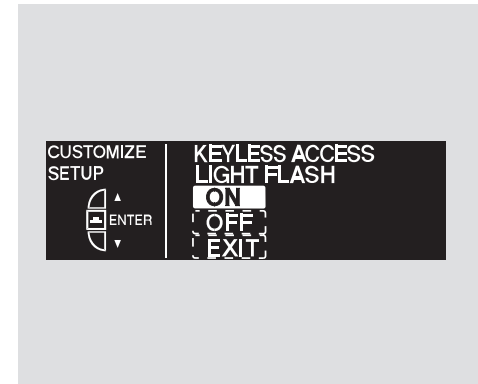 CUSTOMIZE
SETUP
ENTER
KEYLESS ACCESS
LIGHT FLASH
ON
OFF
EXIT